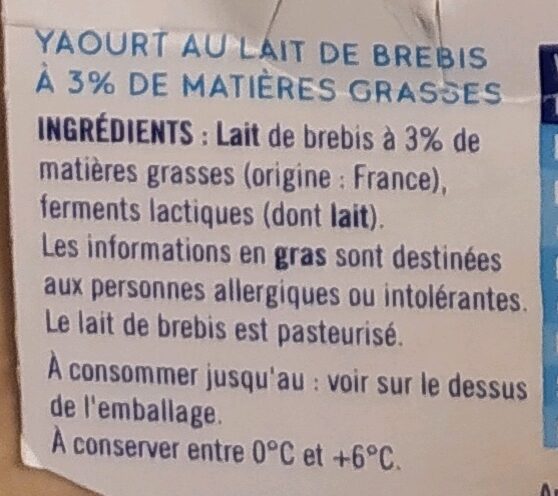 YAOURT AU LAIT DE BREBIS
À 3% DE MATIÈRES GRASSES
INGRÉDIENTS : Lait de brebis à 3% de
matières grasses (origine : France),
ferments lactiques (dont lait).
Les informations en gras sont destinées
aux personnes allergiques ou intolérantes.
Le lait de brebis est pasteurisé.
À consommer jusqu'au : voir sur le dessus
de l'emballage.
À conserver entre 0°C et +6°C.